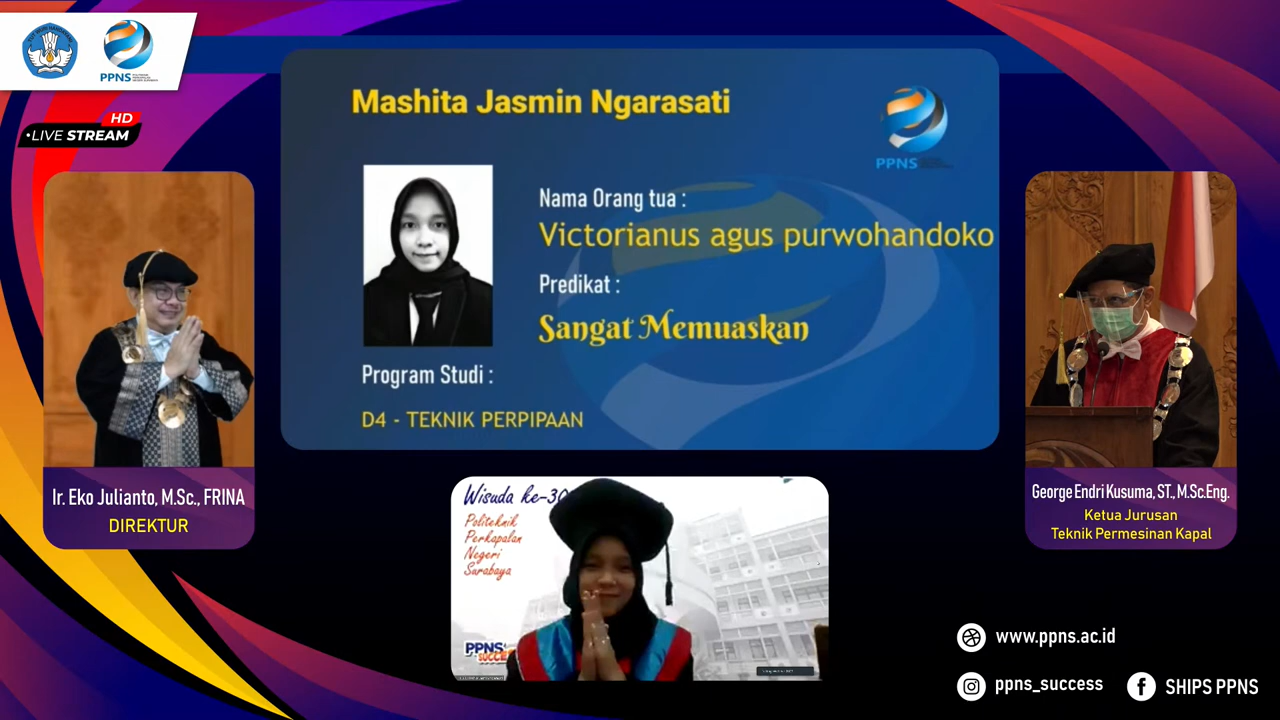 PPNS
HD
•LIVE STREAM
Mashita Jasmin Ngarasati
PPNS
Nama Orang tua :
Victorianus agus purwohandoko
Predikat :
Sangat Memuaskan
Program Studi :
D4 - TEKNIK PERPIPAAN
Ir. Eko Julianto, M.Sc., FRINA
DIREKTUR
George Endri Kusuma, ST., M.Sc.Eng.
Ketua Jurusan
Teknik Permesinan Kapal
Wisuda ke-30
Politeknik
Perkapalan
Negeri
Surabaya
PPNS
SUCCESS
www.ppns.ac.id
ppns_success
SHIPS PPNS